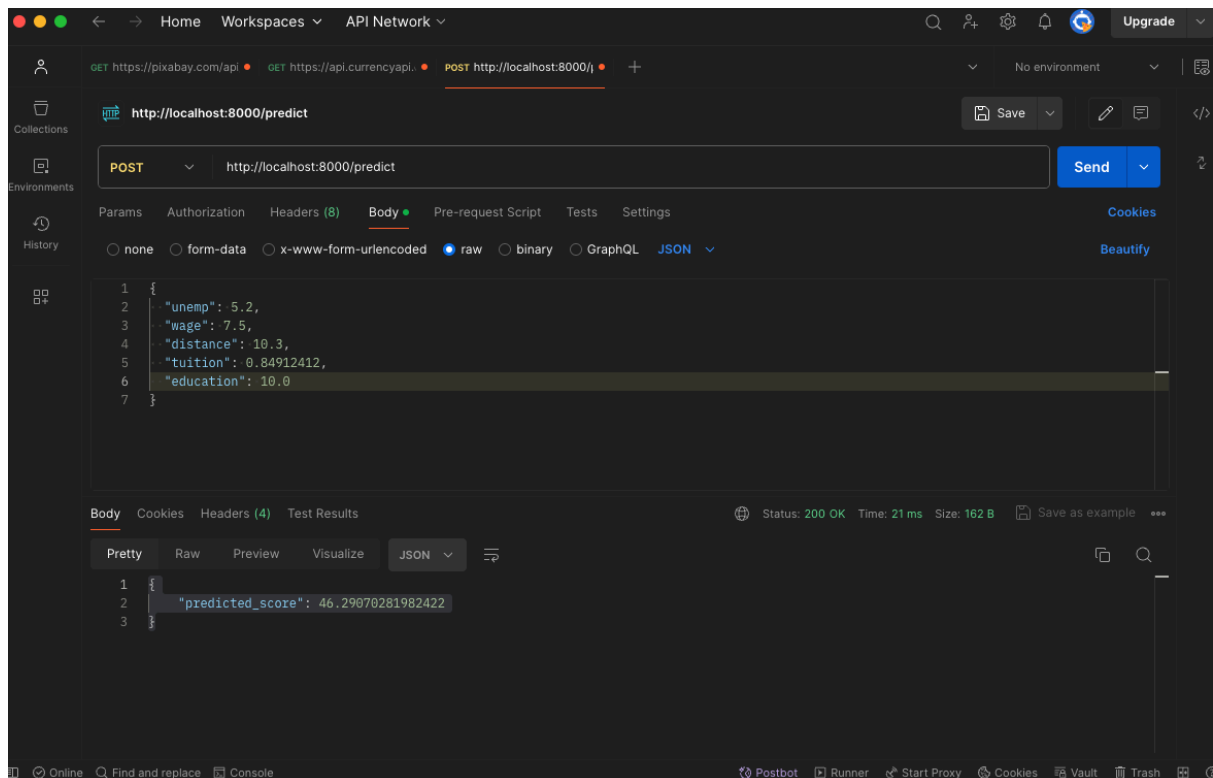 Home Workspaces API Network Upgrade
GET https://pixabay.com/api GET https://api.currencyapi. POST http://localhost:8000/ No environment
HTTP http://localhost:8000/predict Save
Collections
POST http://localhost:8000/predict Send
Environments
Params Authorization Headers (8) Body Pre-request Script Tests Settings Cookies
History
none form-data x-www-form-urlencoded raw binary GraphQL JSON Beautify
1 {
2 "unemp": 5.2,
3 "wage": 7.5,
4 "distance": 10.3,
5 "tuition": 0.84912412,
6 "education": 10.0
7 }
Body Cookies Headers (4) Test Results Status: 200 OK Time: 21 ms Size: 162 B Save as example
Pretty Raw Preview Visualize JSON
1 {
2 "predicted_score": 46.29070281982422
3 }
Online Find and replace Console Postbot Runner Start Proxy Cookies Vault Trash